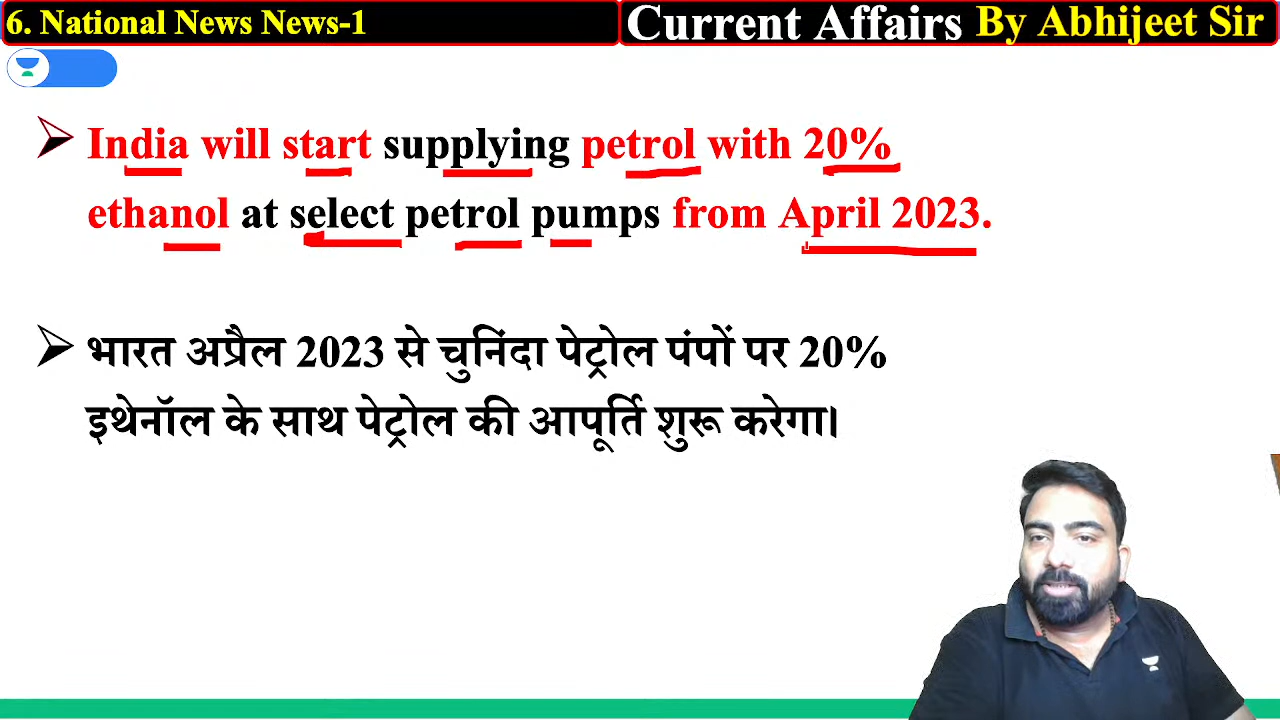 6. National News News-1
Current Affairs By Abhijeet Sir
India will start supplying petrol with 20%
ethanol at select petrol pumps from April 2023.
भारत अप्रैल 2023 से चुनिंदा पेट्रोल पंपों पर 20%
इथेनॉल के साथ पेट्रोल की आपूर्ति शुरू करेगा।